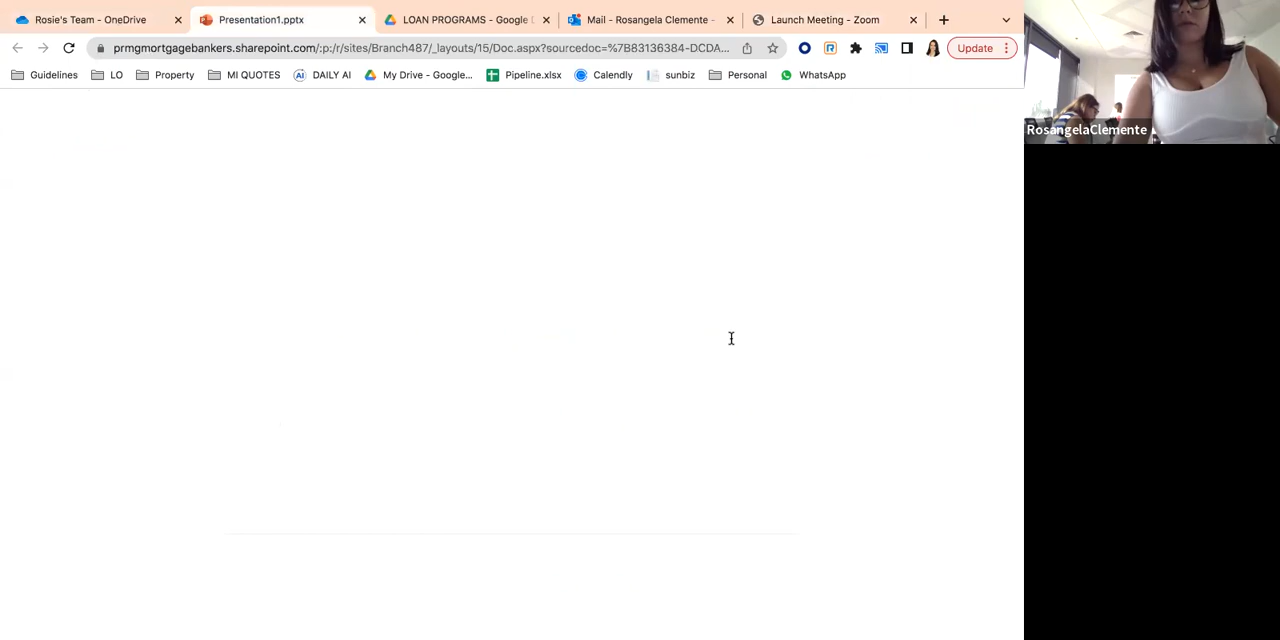 Rosie's Team - OneDrive
Presentation1.pptx
LOAN PROGRAMS - Google D
Mail - Rosangela Clemente -
Launch Meeting - Zoom
prmgmortgagebankers.sharepoint.com/:p:/r/sites/Branch487/_layouts/15/Doc.aspx?sourcedoc=%7B83136384-DCDA...
Update
Guidelines
LO
Property
MI QUOTES
DAILY AI
My Drive - Google...
Pipeline.xlsx
Calendly
sunbiz
Personal
WhatsApp
RosangelaClemente